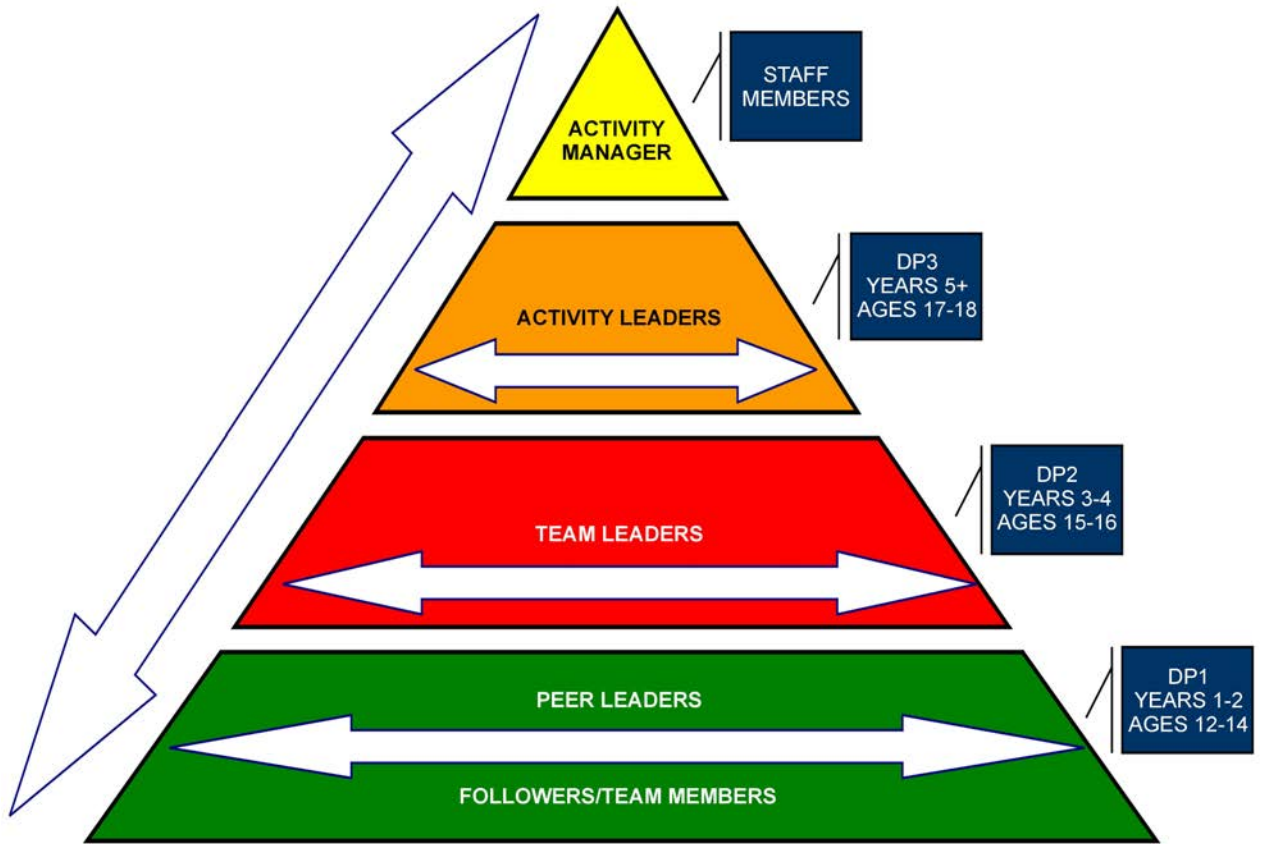 STAFF
MEMBERS
ACTIVITY
MANAGER
DP3
YEARS 5+
AGES 17-18
ACTIVITY LEADERS
DP2
YEARS 3-4
AGES 15-16
TEAM LEADERS
DP1
YEARS 1-2
AGES 12-14
PEER LEADERS
FOLLOWERS/TEAM MEMBERS